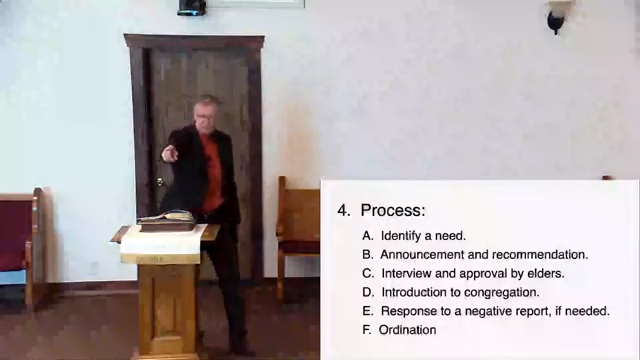 4. Process:
A. Identify a need.
B. Announcement and recommendation.
C. Interview and approval by elders.
D. Introduction to congregation.
E. Response to a negative report, if needed.
F. Ordination